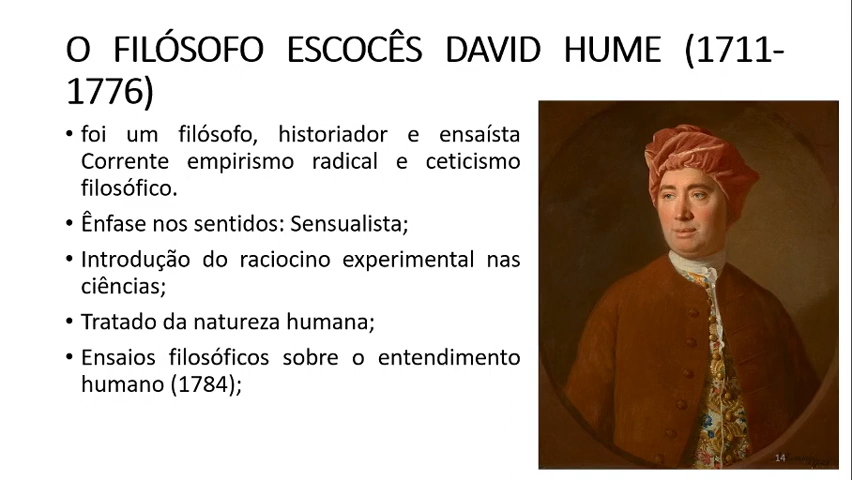 O FILÓSOFO ESCOCÊS DAVID HUME (1711-
1776)
• foi um filósofo, historiador e ensaísta
Corrente empirismo radical e ceticismo
filosófico.
• Ênfase nos sentidos: Sensualista;
• Introdução do raciocino experimental nas
ciências;
• Tratado da natureza humana;
• Ensaios filosóficos sobre o entendimento
humano (1784);
14